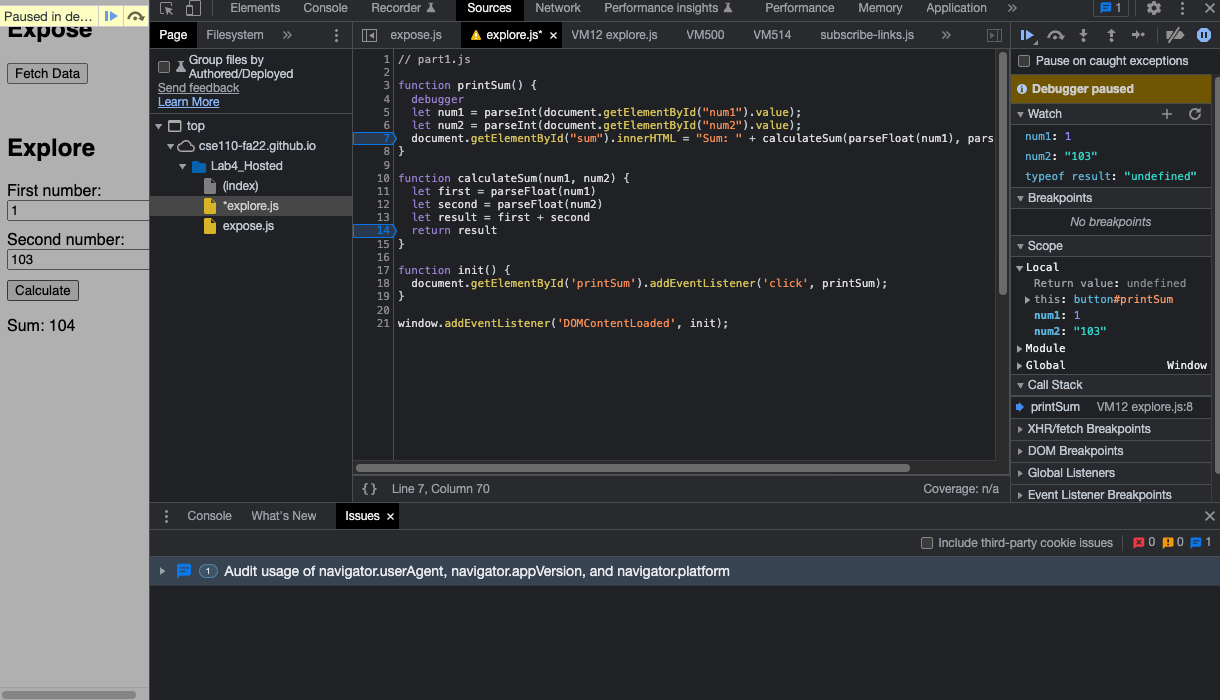 Paused in de...
Expose
Fetch Data
Explore
First number:
1
Second number:
103
Calculate
Sum: 104
Elements Console Recorder Sources Network Performance insights Performance Memory Application » 1
Page Filesystem »
Group files by
Authored/Deployed
Send feedback
Learn More
top
cse110-fa22.github.io
Lab4_Hosted
(index)
*explore.js
expose.js
expose.js explore.js* × VM12 explore.js VM500 VM514 subscribe-links.js »
1 // part1.js
2
3 function printSum() {
4   debugger
5   let num1 = parseInt(document.getElementById("num1").value);
6   let num2 = parseInt(document.getElementById("num2").value);
7   document.getElementById("sum").innerHTML = "Sum: " + calculateSum(parseFloat(num1), pars
8 }
9
10 function calculateSum(num1, num2) {
11   let first = parseFloat(num1)
12   let second = parseFloat(num2)
13   let result = first + second
14   return result
15 }
16
17 function init() {
18   document.getElementById('printSum').addEventListener('click', printSum);
19 }
20
21 window.addEventListener('DOMContentLoaded', init);
{} Line 7, Column 70 Coverage: n/a
Pause on caught exceptions
Debugger paused
Watch
num1: 1
num2: "103"
typeof result: "undefined"
Breakpoints
No breakpoints
Scope
Local
Return value: undefined
this: button#printSum
num1: 1
num2: "103"
Module
Global Window
Call Stack
printSum VM12 explore.js:8
XHR/fetch Breakpoints
DOM Breakpoints
Global Listeners
Event Listener Breakpoints
Console What's New Issues ×
Include third-party cookie issues 0 0 1
1 Audit usage of navigator.userAgent, navigator.appVersion, and navigator.platform